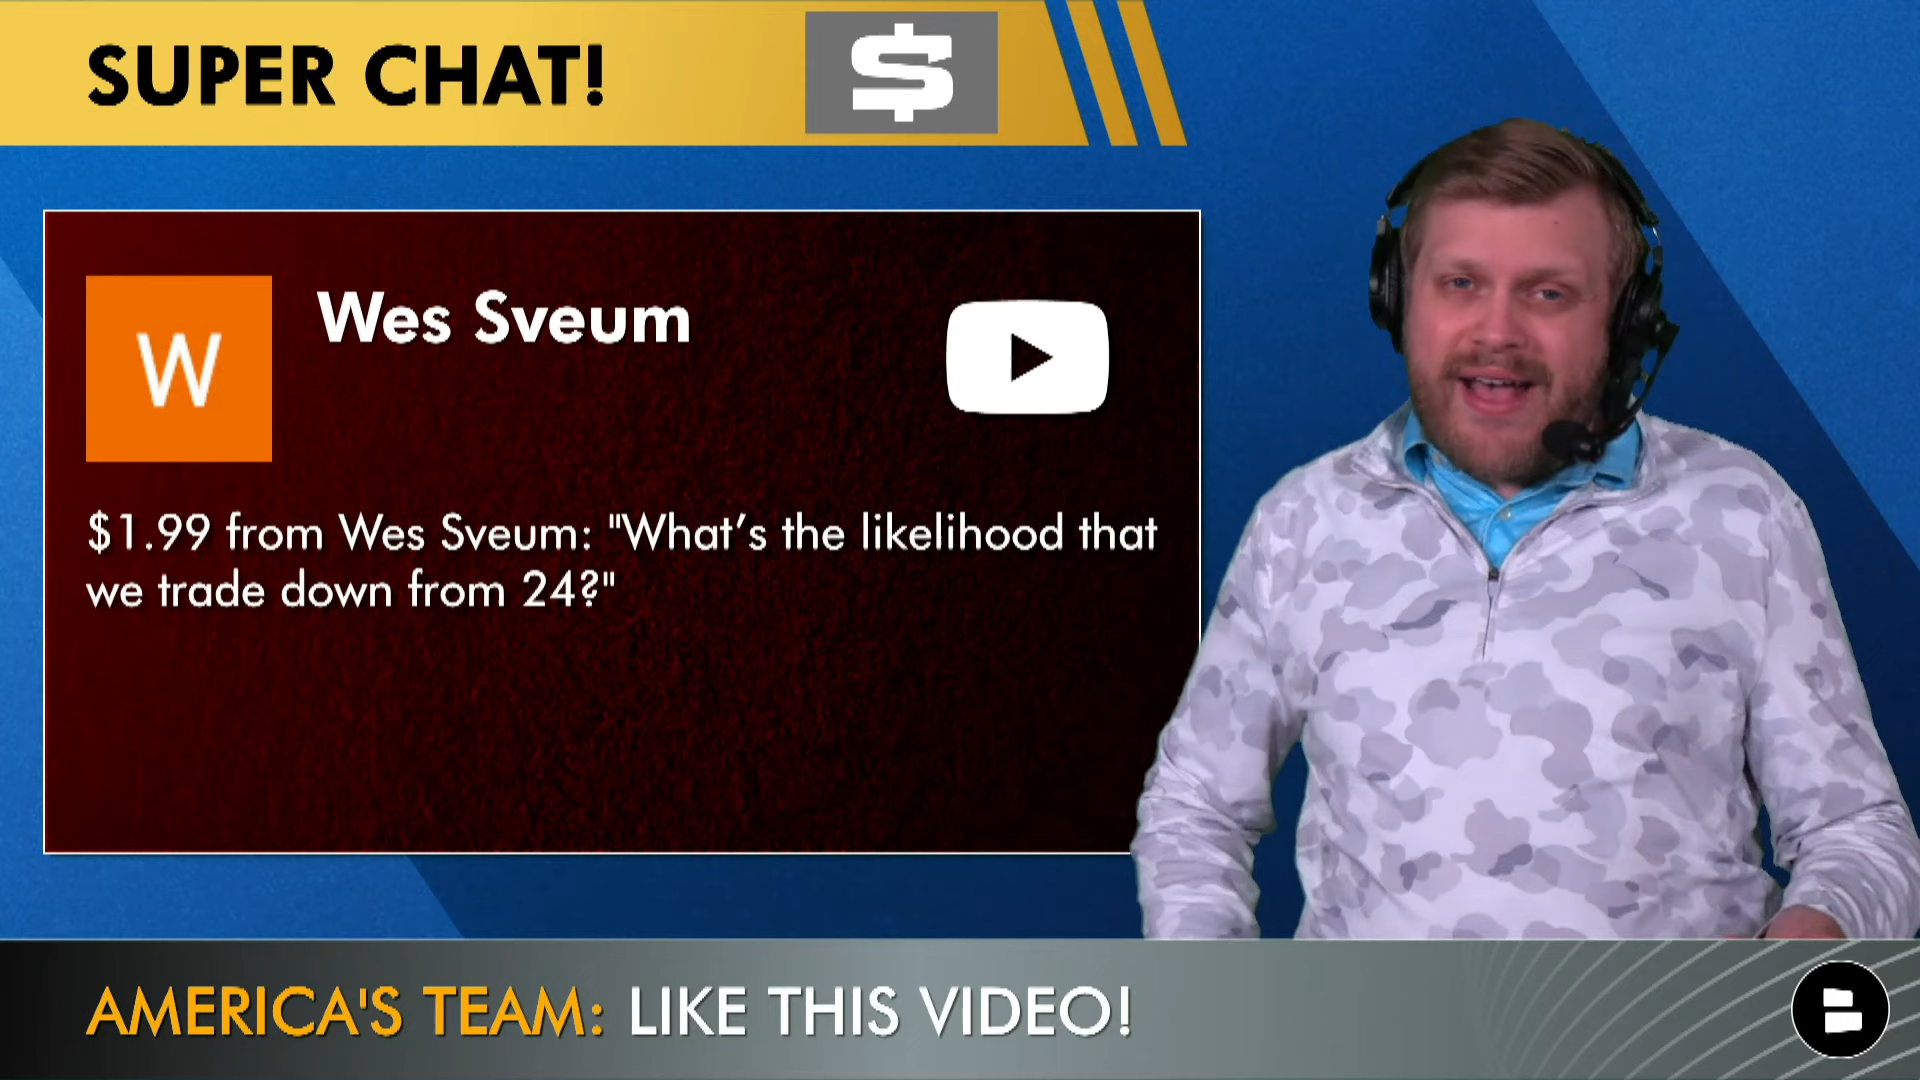 SUPER CHAT!
$
Wes Sveum
W
$1.99 from Wes Sveum: "What's the likelihood that
we trade down from 24?"
AMERICA'S TEAM: LIKE THIS VIDEO!